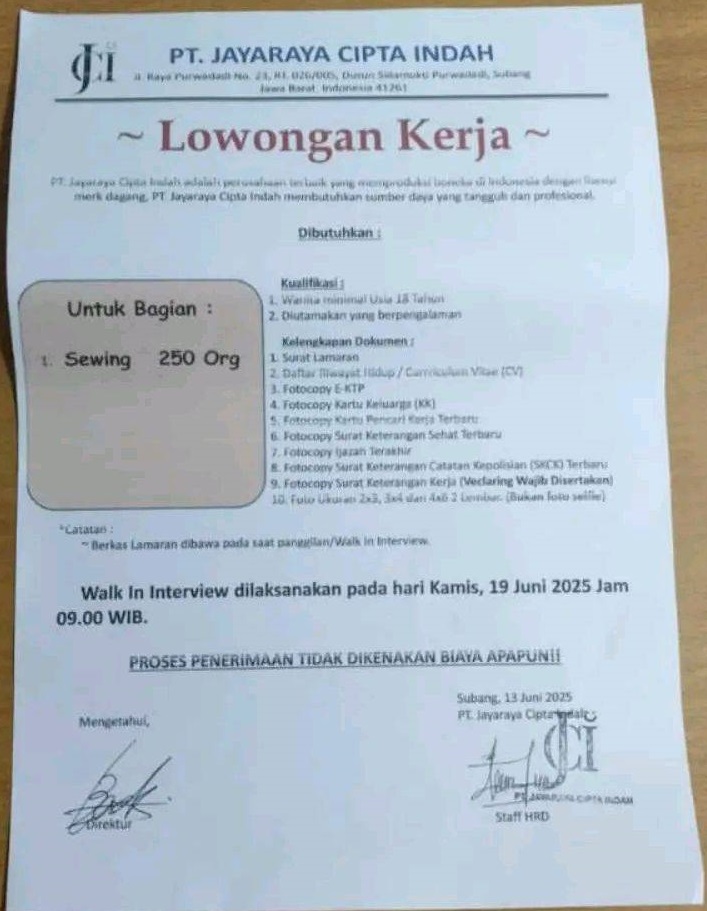 JCI
PT. JAYARAYA CIPTA INDAH
Jl. Raya Purwadadi No. 23, Rt. 026/005, Dusun Sidamukti Purwadadi, Subang
Jawa Barat, Indonesia 41261
~ Lowongan Kerja ~
PT. Jayaraya Cipta Indah adalah perusahaan terbaik yang memproduksi boneka di Indonesia dengan lisensi
merk dagang, PT Jayaraya Cipta Indah membutuhkan sumber daya yang tangguh dan profesional.
Dibutuhkan :
Untuk Bagian :
1. Sewing 250 Org
Kualifikasi :
1. Wanita minimal Usia 18 Tahun
2. Diutamakan yang berpengalaman
Kelengkapan Dokumen :
1. Surat Lamaran
2. Daftar Riwayat Hidup / Curriculum Vitae (CV)
3. Fotocopy E-KTP
4. Fotocopy Kartu Keluarga (KK)
5. Fotocopy Kartu Pencari Kerja Terbaru
6. Fotocopy Surat Keterangan Sehat Terbaru
7. Fotocopy Ijazah Terakhir
8. Fotocopy Surat Keterangan Catatan Kepolisian (SKCK) Terbaru
9. Fotocopy Surat Keterangan Kerja (Veclaring Wajib Disertakan)
10. Foto Ukuran 2x3, 3x4 dan 4x6 2 Lembar. (Bukan foto selfie)
*Catatan :
~ Berkas Lamaran dibawa pada saat panggilan/Walk In Interview.
Walk In Interview dilaksanakan pada hari Kamis, 19 Juni 2025 Jam
09.00 WIB.
PROSES PENERIMAAN TIDAK DIKENAKAN BIAYA APAPUN!!
Subang, 13 Juni 2025
Mengetahui,
PT. Jayaraya Cipta Indah
JCI
PT. JAYARAYA CIPTA INDAH
Direktur
Staff HRD